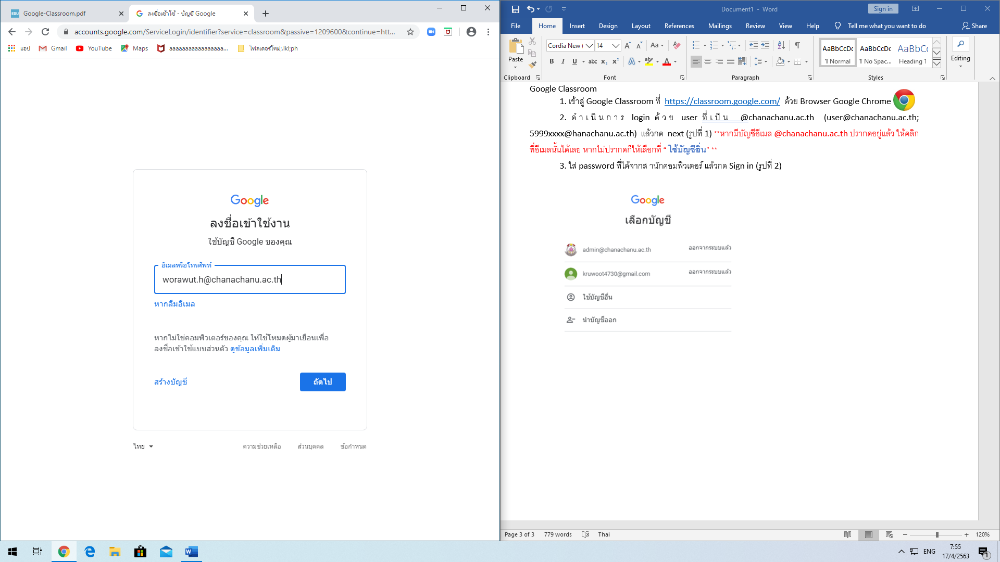 Google-Classroom.pdf
ลงชื่อเข้าใช้ - บัญชี Google
accounts.google.com/ServiceLogin/identifier?service=classroom&passive=1209600&continue=htt...
แอป
Gmail
YouTube
Maps
aaaaaaaaaaaaaaaaa...
โฟลเดอร์ใหม่;.lkl;ph
Google
ลงชื่อเข้าใช้งาน
ใช้บัญชี Google ของคุณ
อีเมลหรือโทรศัพท์
worawut.h@chanachanu.ac.th
หากลืมอีเมล
หากไม่ใช่คอมพิวเตอร์ของคุณ ให้ใช้โหมดผู้มาเยือนเพื่อ
ลงชื่อเข้าใช้แบบส่วนตัว ดูข้อมูลเพิ่มเติม
สร้างบัญชี
ถัดไป
ไทย
ความช่วยเหลือ
ส่วนบุคคล
ข้อกำหนด
Document1 - Word
Sign in
File Home Insert Design Layout References Mailings Review View Help Tell me what you want to do Share
Paste
Clipboard
Cordia New (
14
Font
Paragraph
AaBbCcDc
¶ Normal
AaBbCcDc
¶ No Spac...
AaBbCc
Heading 1
Styles
Editing
Google Classroom
1. เข้าสู่ Google Classroom ที่ https://classroom.google.com/ ด้วย Browser Google Chrome
2. ดำเนินการ login ด้วย user ที่เป็น @chanachanu.ac.th (user@chanachanu.ac.th;
5999xxxx@hanachanu.ac.th) แล้วกด next (รูปที่ 1) **หากมีบัญชีอีเมล @chanachanu.ac.th ปรากดอยู่แล้ว ให้คลิก
ที่อีเมลนั้นได้เลย หากไม่ปรากดก็ให้เลือกที่ “ ใช้บัญชีอื่น” **
3. ใส่ password ที่ได้จากส านักคอมพิวเตอร์ แล้วกด Sign in (รูปที่ 2)
Google
เลือกบัญชี
admin@chanachanu.ac.th
ออกจากระบบแล้ว
kruwoot4730@gmail.com
ออกจากระบบแล้ว
ใช้บัญชีอื่น
นำบัญชีออก
Page 3 of 3
779 words
Thai
120%
ENG
7:55
17/4/2563
1